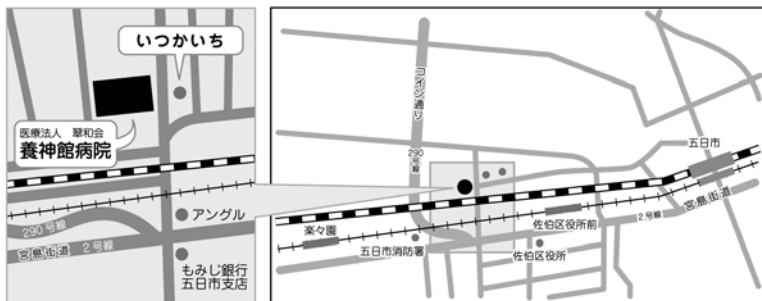 いつかいち
医療法人 翠和会
養神館病院
アングル
290号線
宮島街道 2号線
もみじ銀行
五日市支店
コイン通り
290号線
五日市
楽々園
佐伯区役所前
2号線
宮島街道
五日市消防署
佐伯区役所